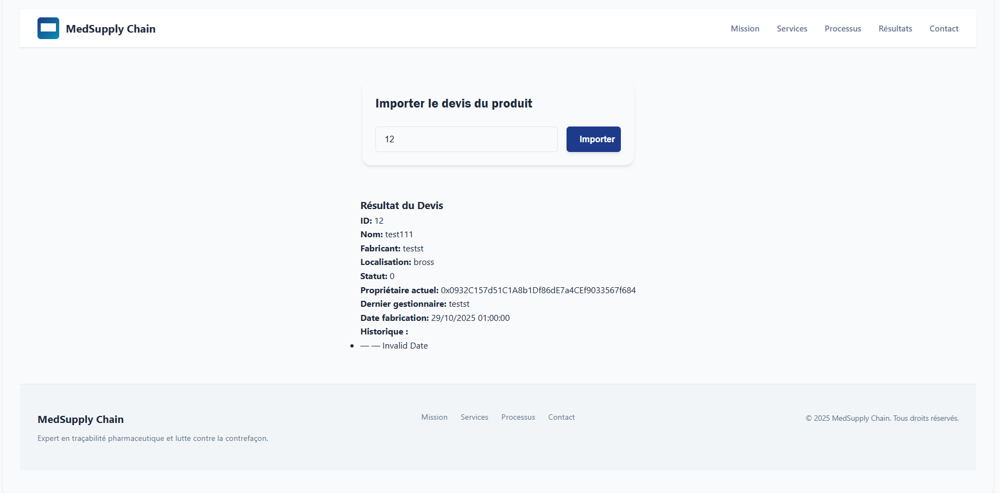 MedSupply Chain
Mission Services Processus Résultats Contact
Importer le devis du produit
12 Importer
Résultat du Devis
ID: 12
Nom: test111
Fabricant: testst
Localisation: bross
Statut: 0
Propriétaire actuel: 0x0932C157d51C1A8b1Df86dE7a4CEf9033567f684
Dernier gestionnaire: testst
Date fabrication: 29/10/2025 01:00:00
Historique :
• — — Invalid Date
MedSupply Chain
Expert en traçabilité pharmaceutique et lutte contre la contrefaçon.
Mission Services Processus Contact
© 2025 MedSupply Chain. Tous droits réservés.